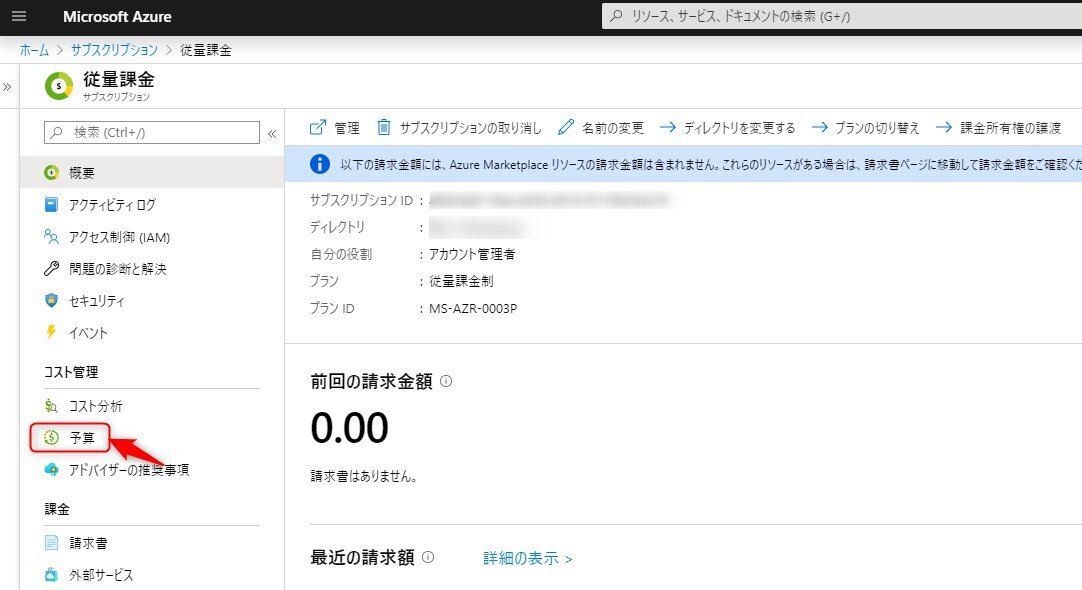 Microsoft Azure
リソース、サービス、ドキュメントの検索 (G+/)
ホーム > サブスクリプション > 従量課金
»
従量課金
サブスクリプション
検索 (Ctrl+/)
«
概要
アクティビティ ログ
アクセス制御 (IAM)
問題の診断と解決
セキュリティ
イベント
コスト管理
コスト分析
予算
アドバイザーの推奨事項
課金
請求書
外部サービス
管理 サブスクリプションの取り消し 名前の変更 ディレクトリを変更する プランの切り替え 課金所有権の譲渡
以下の請求金額には、Azure Marketplace リソースの請求金額は含まれません。これらのリソースがある場合は、請求書ページに移動して請求金額をご確認くだ
サブスクリプション ID :
ディレクトリ :
自分の役割 : アカウント管理者
プラン : 従量課金制
プラン ID : MS-AZR-0003P
前回の請求金額
0.00
請求書はありません。
最近の請求額 詳細の表示 >